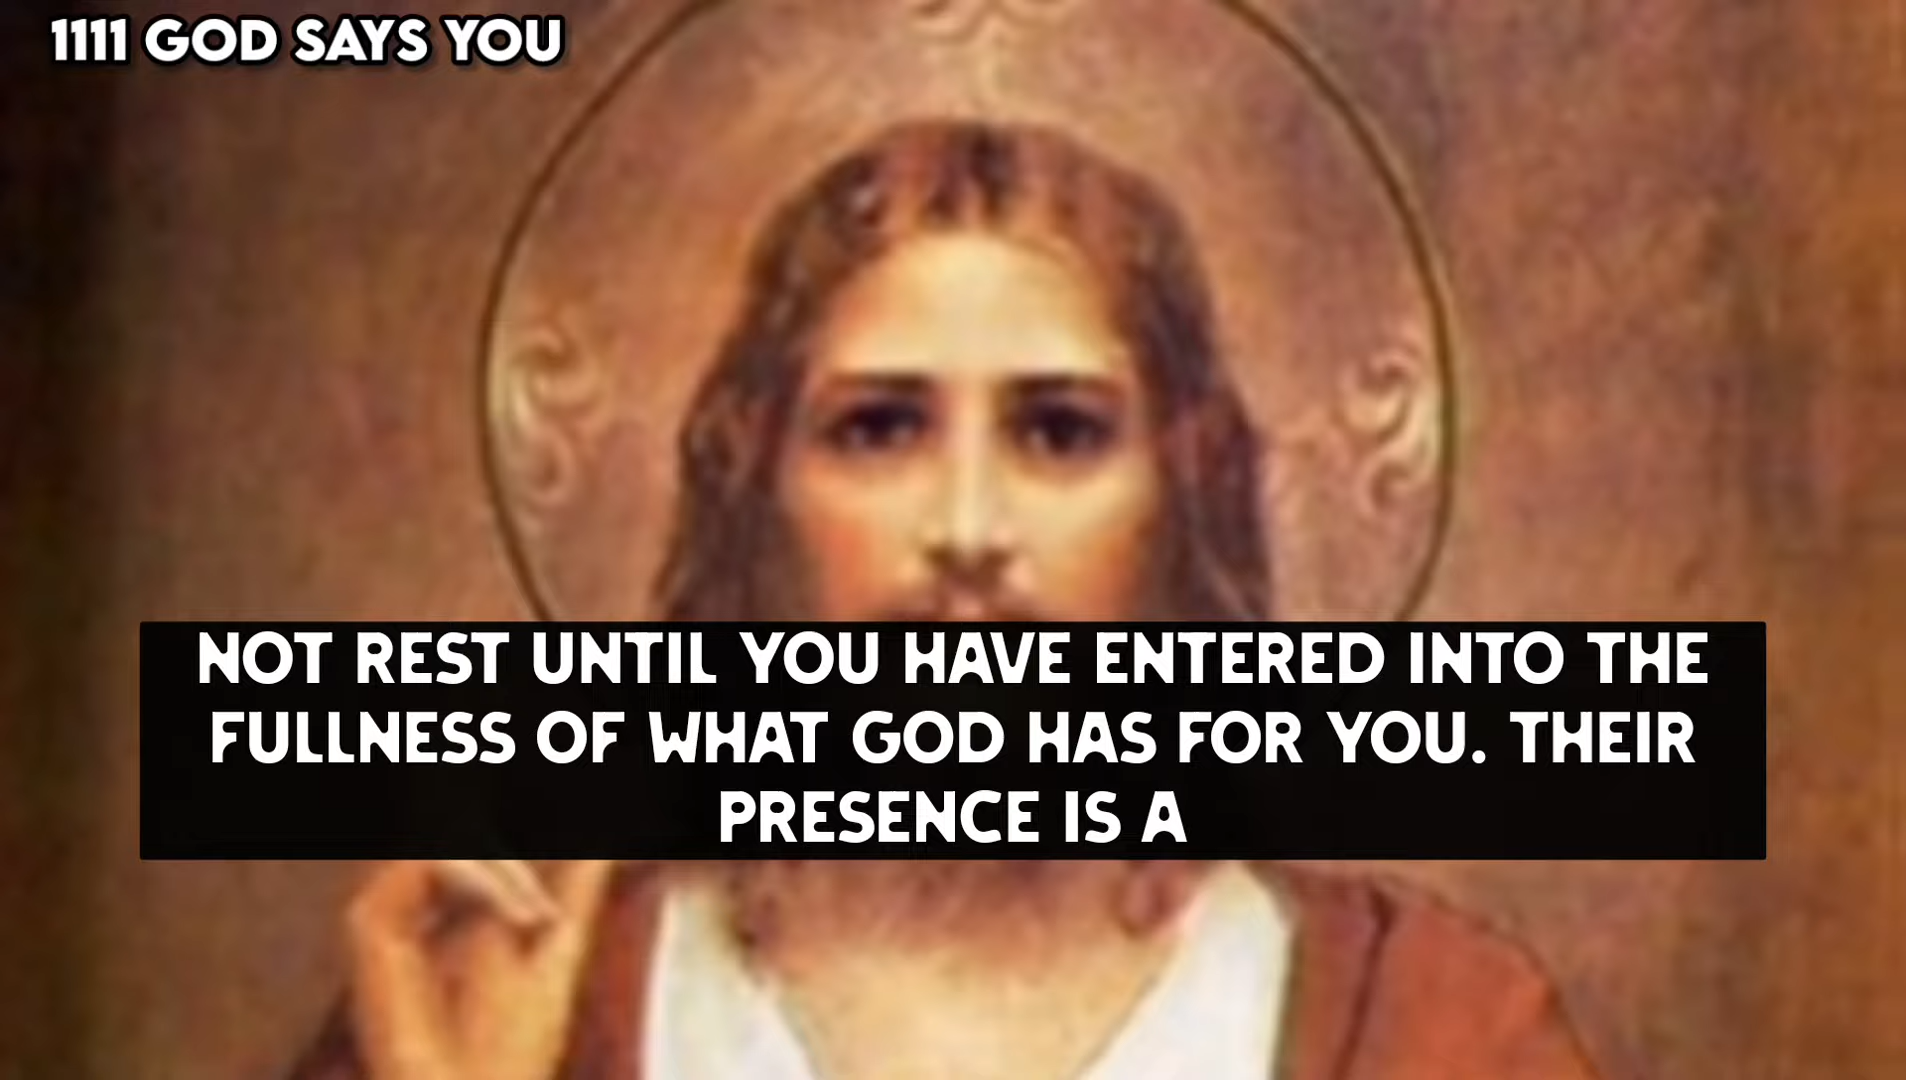 1111 GOD SAYS YOU
NOT REST UNTIL YOU HAVE ENTERED INTO THE
FULLNESS OF WHAT GOD HAS FOR YOU. THEIR
PRESENCE IS A